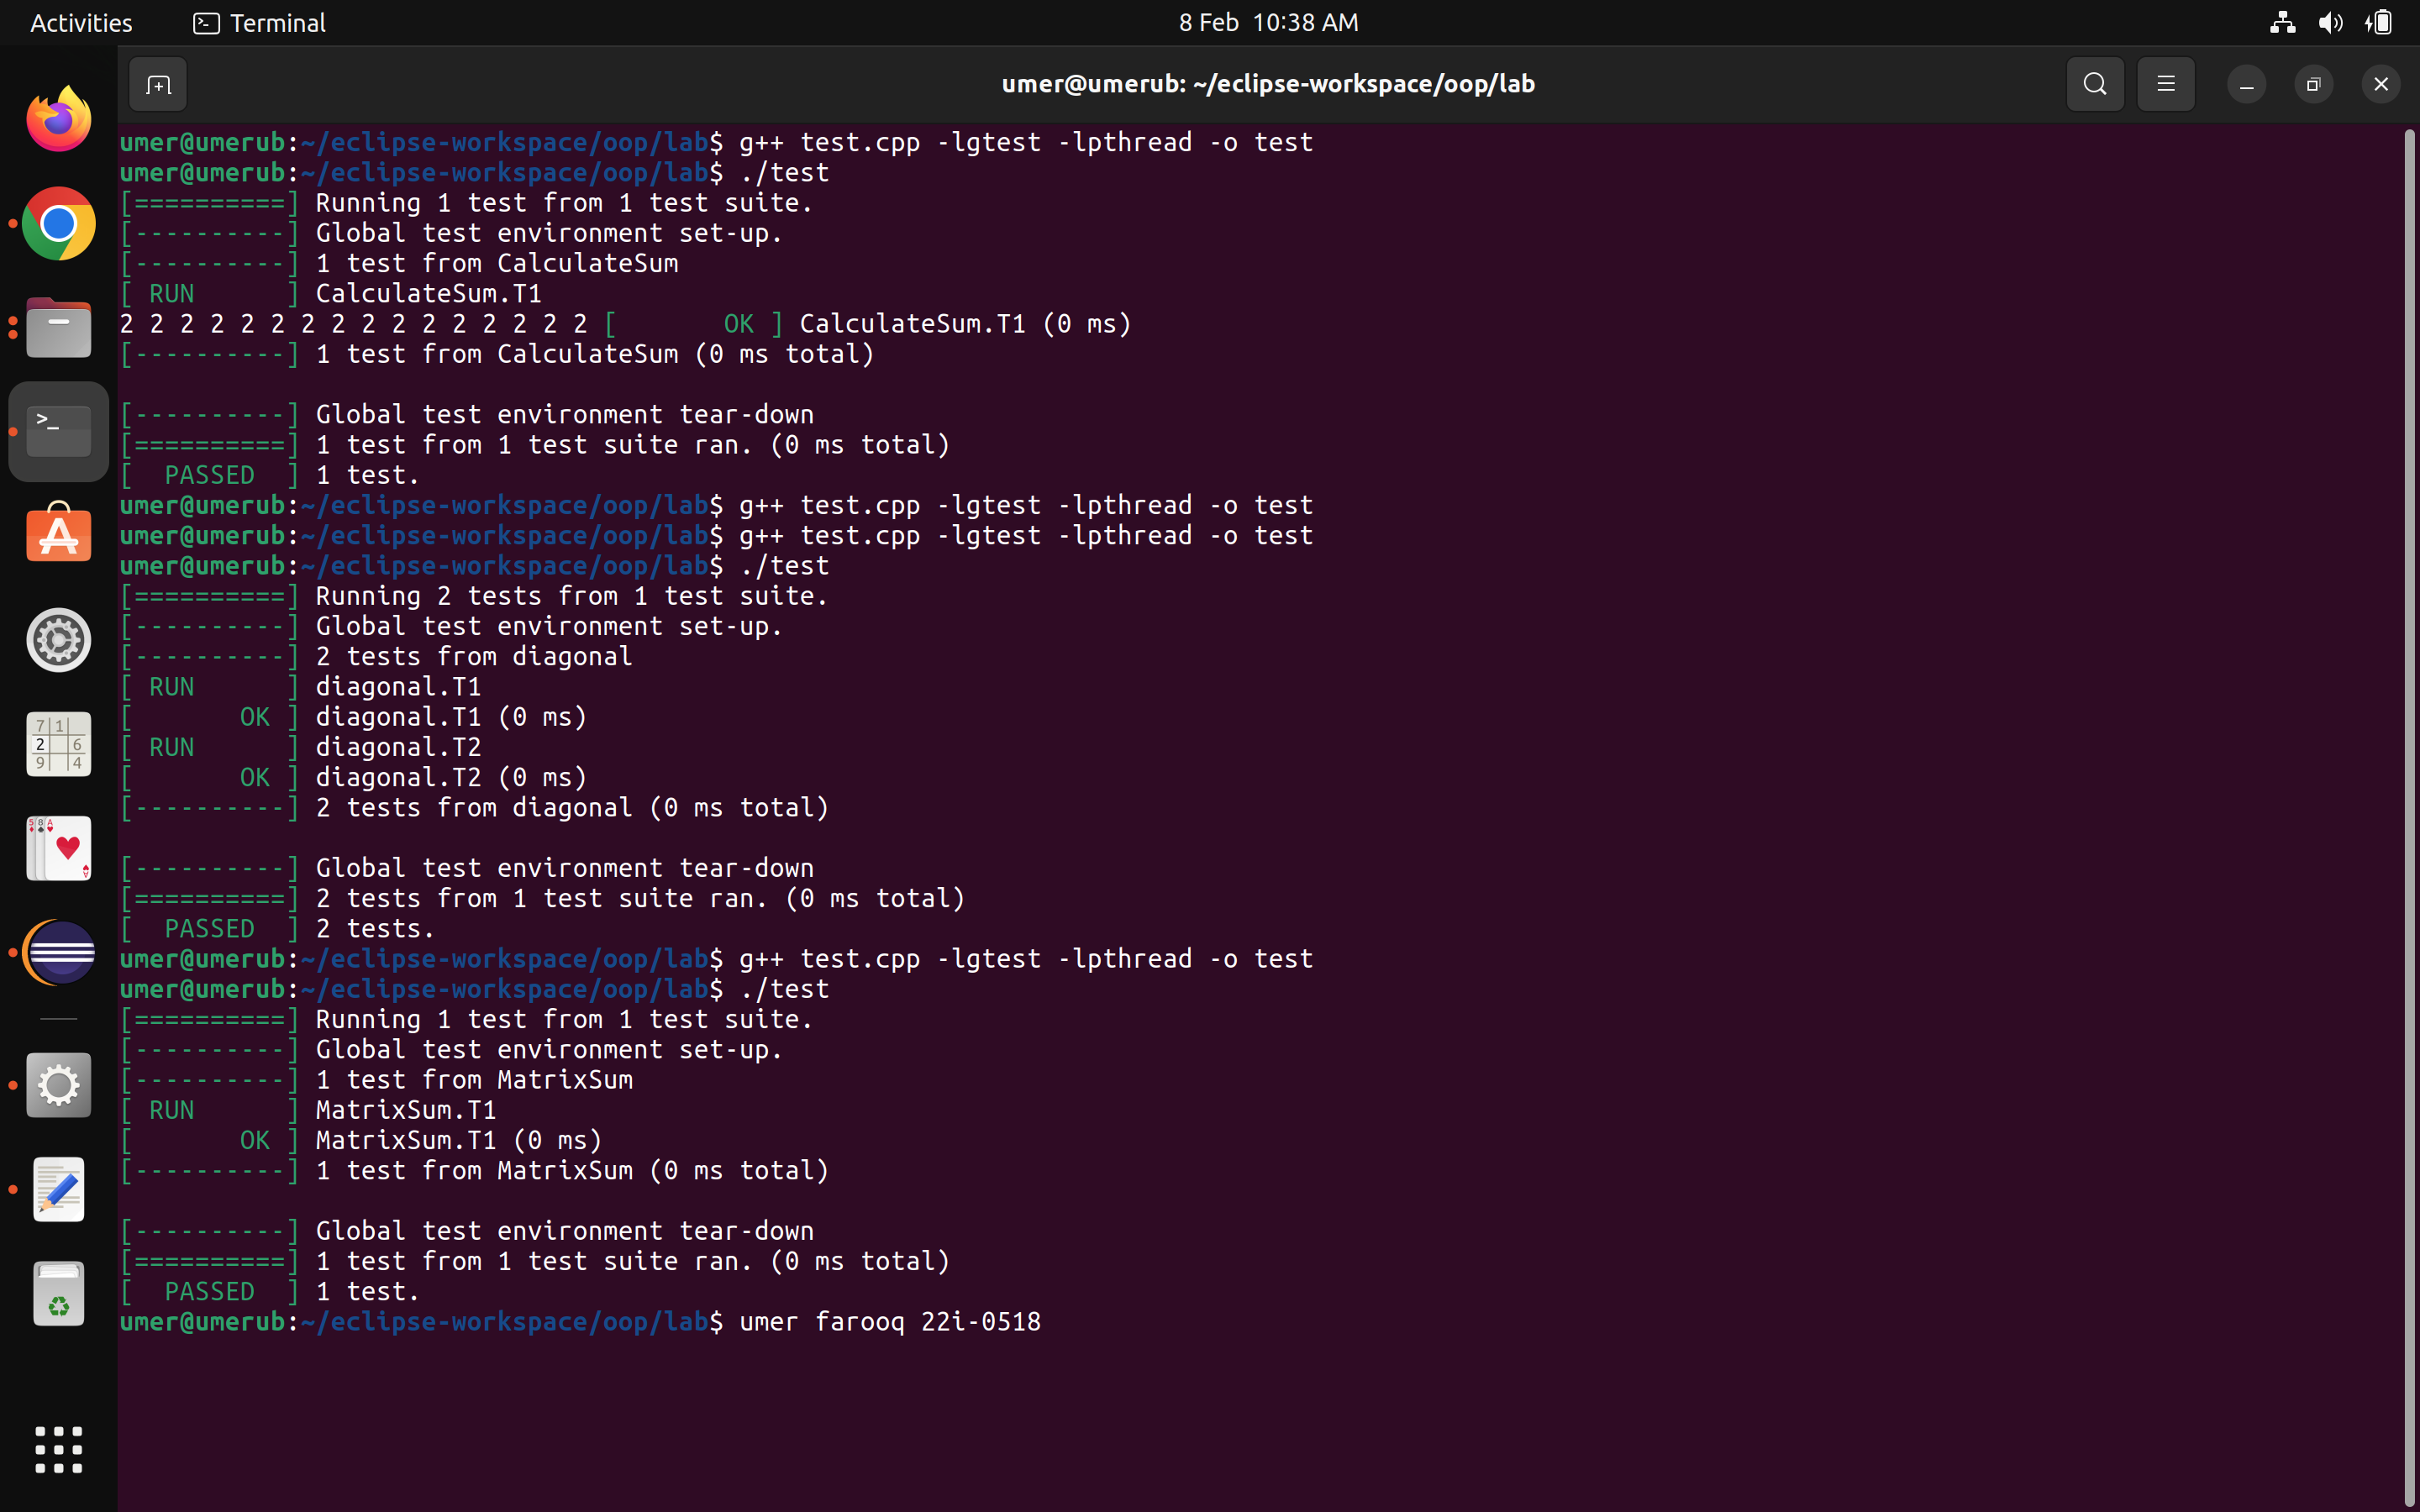 Activities Terminal 8 Feb 10:38 AM
umer@umerub: ~/eclipse-workspace/oop/lab
umer@umerub:~/eclipse-workspace/oop/lab$ g++ test.cpp -lgtest -lpthread -o test
umer@umerub:~/eclipse-workspace/oop/lab$ ./test
[==========] Running 1 test from 1 test suite.
[----------] Global test environment set-up.
[----------] 1 test from CalculateSum
[ RUN      ] CalculateSum.T1
2 2 2 2 2 2 2 2 2 2 2 2 2 2 2 2 [       OK ] CalculateSum.T1 (0 ms)
[----------] 1 test from CalculateSum (0 ms total)
[----------] Global test environment tear-down
[==========] 1 test from 1 test suite ran. (0 ms total)
[  PASSED  ] 1 test.
umer@umerub:~/eclipse-workspace/oop/lab$ g++ test.cpp -lgtest -lpthread -o test
umer@umerub:~/eclipse-workspace/oop/lab$ g++ test.cpp -lgtest -lpthread -o test
umer@umerub:~/eclipse-workspace/oop/lab$ ./test
[==========] Running 2 tests from 1 test suite.
[----------] Global test environment set-up.
[----------] 2 tests from diagonal
[ RUN      ] diagonal.T1
[       OK ] diagonal.T1 (0 ms)
[ RUN      ] diagonal.T2
[       OK ] diagonal.T2 (0 ms)
[----------] 2 tests from diagonal (0 ms total)
[----------] Global test environment tear-down
[==========] 2 tests from 1 test suite ran. (0 ms total)
[  PASSED  ] 2 tests.
umer@umerub:~/eclipse-workspace/oop/lab$ g++ test.cpp -lgtest -lpthread -o test
umer@umerub:~/eclipse-workspace/oop/lab$ ./test
[==========] Running 1 test from 1 test suite.
[----------] Global test environment set-up.
[----------] 1 test from MatrixSum
[ RUN      ] MatrixSum.T1
[       OK ] MatrixSum.T1 (0 ms)
[----------] 1 test from MatrixSum (0 ms total)
[----------] Global test environment tear-down
[==========] 1 test from 1 test suite ran. (0 ms total)
[  PASSED  ] 1 test.
umer@umerub:~/eclipse-workspace/oop/lab$ umer farooq 22i-0518
7 1
2 6
9 4
5 8 A
A